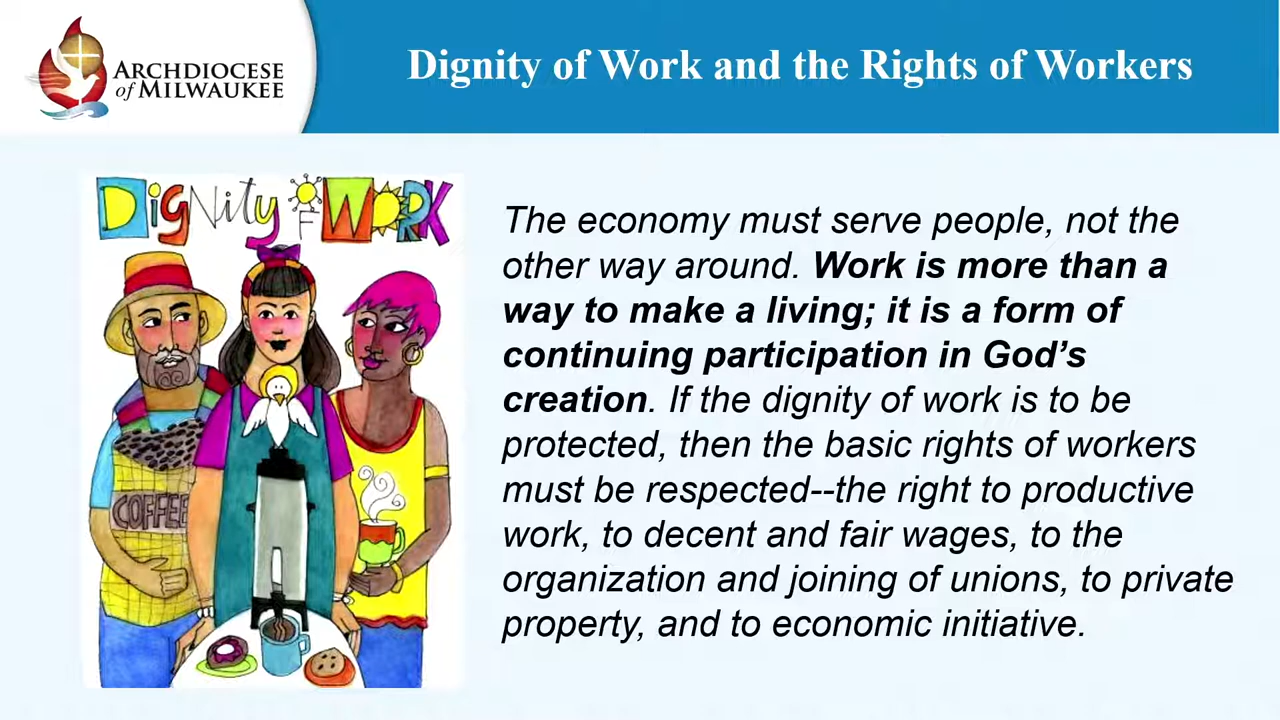 ARCHDIOCESE
of MILWAUKEE
Dignity of Work and the Rights of Workers
DigNity OF WORK
COFFEE
The economy must serve people, not the
other way around. Work is more than a
way to make a living; it is a form of
continuing participation in God’s
creation. If the dignity of work is to be
protected, then the basic rights of workers
must be respected--the right to productive
work, to decent and fair wages, to the
organization and joining of unions, to private
property, and to economic initiative.